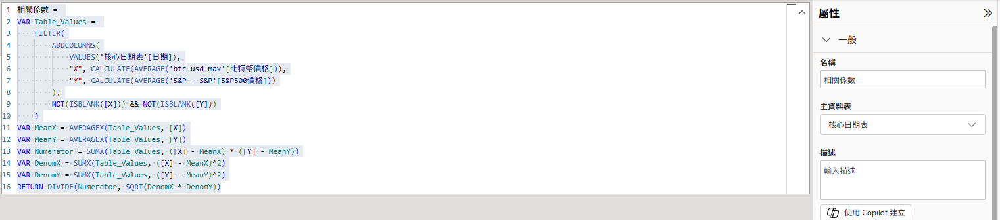 1 相關係數 =
2 VAR Table_Values =
3 FILTER(
4 ADDCOLUMNS(
5 VALUES('核心日期表'[日期]),
6 "X", CALCULATE(AVERAGE('btc-usd-max'[比特幣價格])),
7 "Y", CALCULATE(AVERAGE('S&P - S&P'[S&P500價格]))
8 ),
9 NOT(ISBLANK([X])) && NOT(ISBLANK([Y]))
10 )
11 VAR MeanX = AVERAGEX(Table_Values, [X])
12 VAR MeanY = AVERAGEX(Table_Values, [Y])
13 VAR Numerator = SUMX(Table_Values, ([X] - MeanX) * ([Y] - MeanY))
14 VAR DenomX = SUMX(Table_Values, ([X] - MeanX)^2)
15 VAR DenomY = SUMX(Table_Values, ([Y] - MeanY)^2)
16 RETURN DIVIDE(Numerator, SQRT(DenomX * DenomY))
屬性
一般
名稱
相關係數
主資料表
核心日期表
描述
輸入描述
使用 Copilot 建立